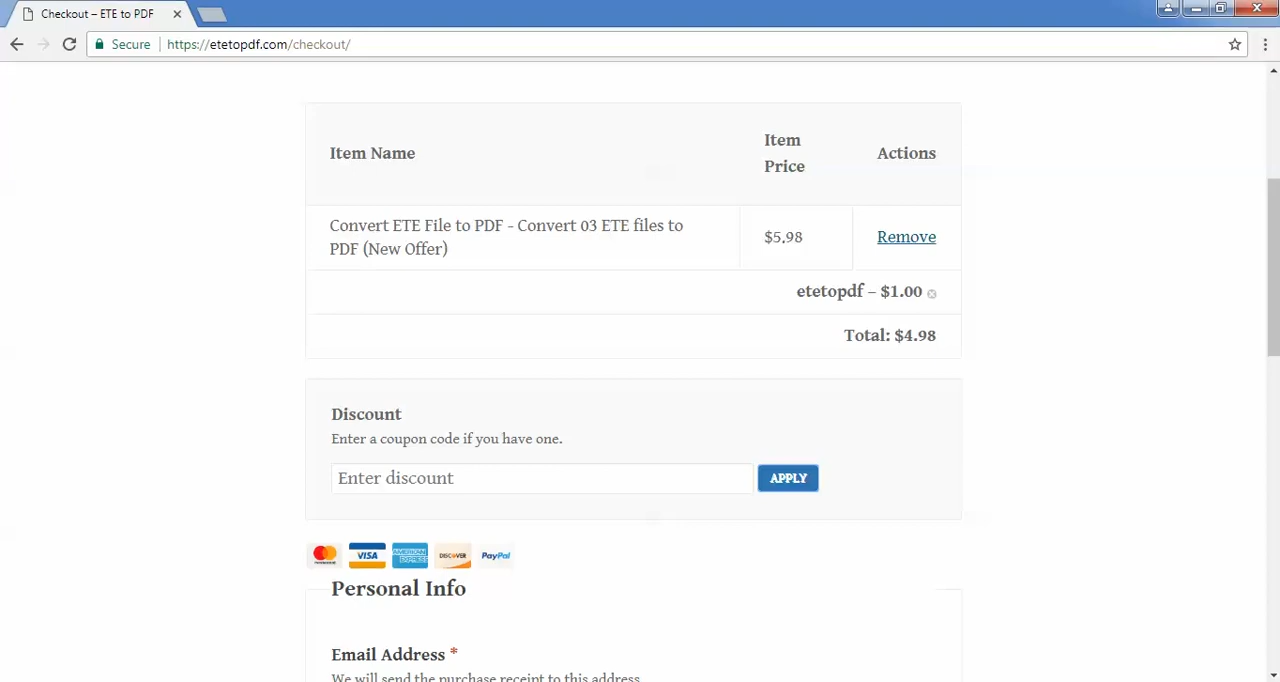 Checkout – ETE to PDF
Secure
https://etetopdf.com/checkout/
Item Name
Item
Price
Actions
Convert ETE File to PDF - Convert 03 ETE files to
PDF (New Offer)
$5.98
Remove
etetopdf – $1.00
Total: $4.98
Discount
Enter a coupon code if you have one.
Enter discount
APPLY
VISA
AMERICAN
EXPRESS
DISCOVER
PayPal
Personal Info
Email Address *
We will send the purchase receipt to this address.